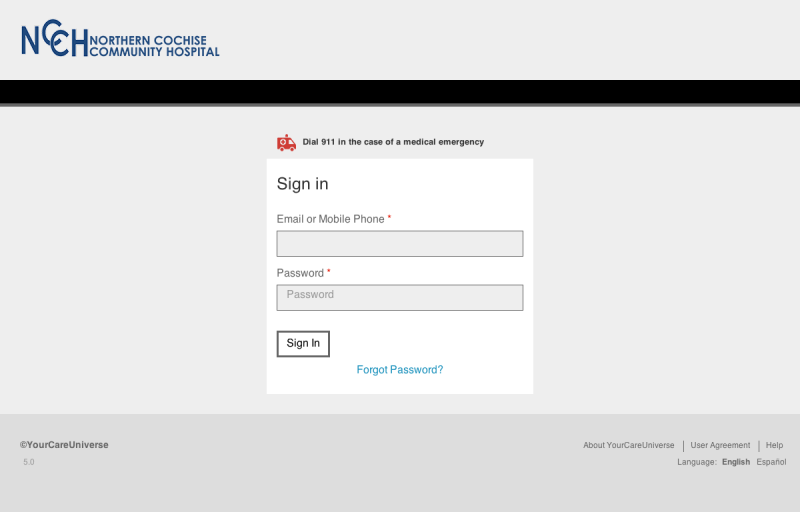 NCCH NORTHERN COCHISE
COMMUNITY HOSPITAL
Dial 911 in the case of a medical emergency
Sign in
Email or Mobile Phone *
Password *
Password
Sign In
Forgot Password?
©YourCareUniverse
About YourCareUniverse | User Agreement | Help
5.0
Language: English Español